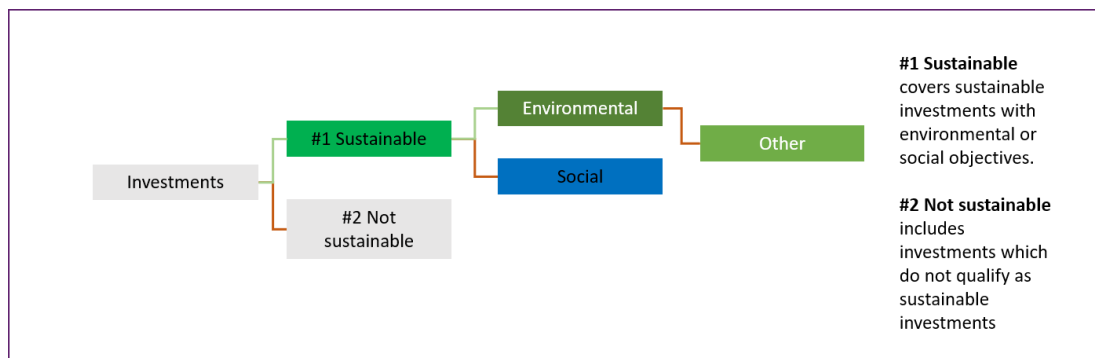 Investments
#1 Sustainable
#2 Not
sustainable
Environmental
Social
Other
#1 Sustainable
covers sustainable
investments with
environmental or
social objectives.
#2 Not sustainable
includes
investments which
do not qualify as
sustainable
investments